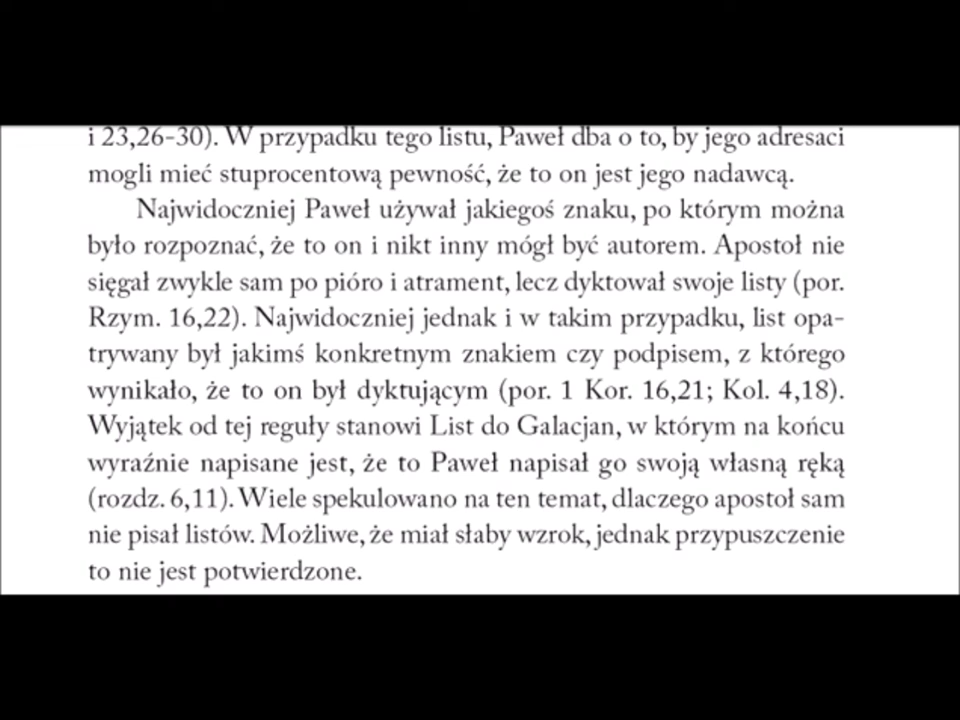 i 23,26-30). W przypadku tego listu, Paweł dba o to, by jego adresaci
mogli mieć stuprocentową pewność, że to on jest jego nadawcą.
Najwidoczniej Paweł używał jakiegoś znaku, po którym można
było rozpoznać, że to on i nikt inny mógł być autorem. Apostoł nie
sięgał zwykle sam po pióro i atrament, lecz dyktował swoje listy (por.
Rzym. 16,22). Najwidoczniej jednak i w takim przypadku, list opa-
trywany był jakimś konkretnym znakiem czy podpisem, z którego
wynikało, że to on był dyktującym (por. 1 Kor. 16,21; Kol. 4,18).
Wyjątek od tej reguły stanowi List do Galacjan, w którym na końcu
wyraźnie napisane jest, że to Paweł napisał go swoją własną ręką
(rozdz. 6,11). Wiele spekulowano na ten temat, dlaczego apostoł sam
nie pisał listów. Możliwe, że miał słaby wzrok, jednak przypuszczenie
to nie jest potwierdzone.